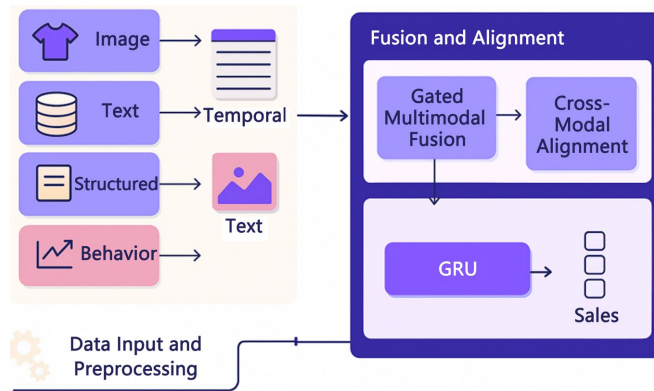 Image
Text
Structured
Behavior
Temporal
Text
Fusion and Alignment
Gated
Multimodal
Fusion
Cross-
Modal
Alignment
GRU
Sales
Data Input and
Preprocessing